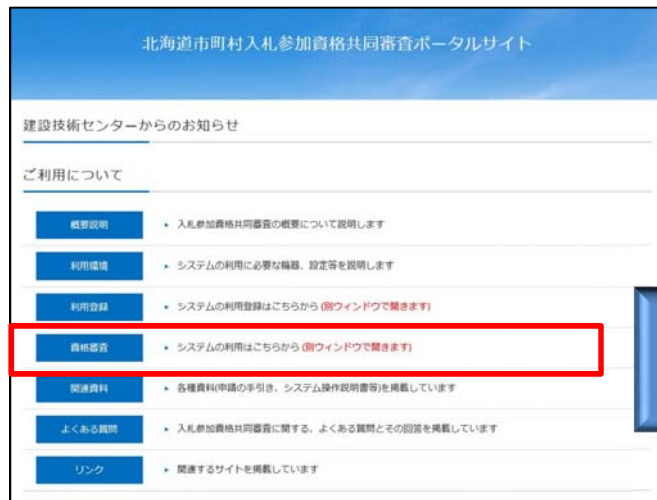 北海道市町村入札参加資格共同審査ポータルサイト
建設技術センターからのお知らせ
ご利用について
概要説明 ▸ 入札参加資格共同審査の概要について説明します
利用環境 ▸ システムの利用に必要な機器、設定等を説明します
利用登録 ▸ システムの利用登録はこちらから (別ウィンドウで開きます)
資格審査 ▸ システムの利用はこちらから (別ウィンドウで開きます)
関連資料 ▸ 各種資料(申請の手引き、システム操作説明書等)を掲載しています
よくある質問 ▸ 入札参加資格共同審査に関する、よくある質問とその回答を掲載しています
リンク ▸ 関連するサイトを掲載しています